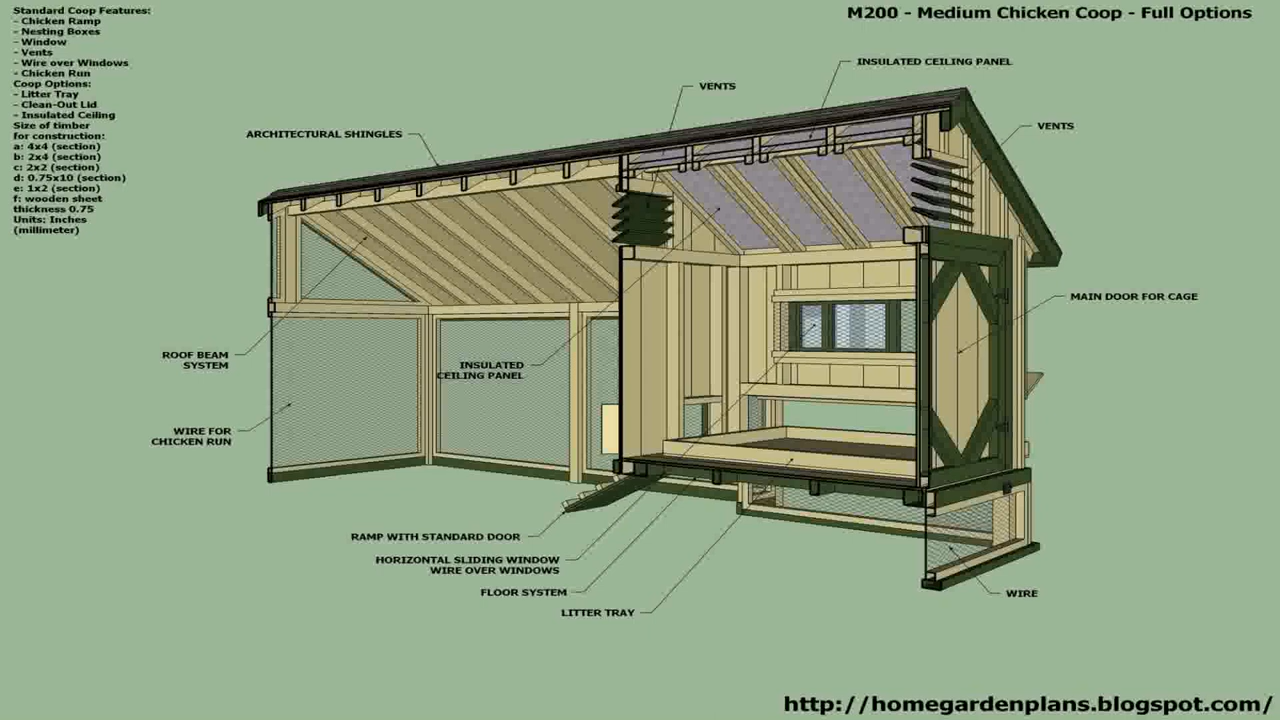 Standard Coop Features:
- Chicken Ramp
- Nesting Boxes
- Window
- Vents
- Wire over Windows
- Chicken Run
Coop Options:
- Litter Tray
- Clean-Out Lid
- Insulated Ceiling
Size of timber
for construction:
a: 4x4 (section)
b: 2x4 (section)
c: 2x2 (section)
d: 0.75x10 (section)
e: 1x2 (section)
f: wooden sheet
thickness 0.75
Units: Inches
(millimeter)
M200 - Medium Chicken Coop - Full Options
INSULATED CEILING PANEL
VENTS
VENTS
ARCHITECTURAL SHINGLES
MAIN DOOR FOR CAGE
ROOF BEAM
SYSTEM
INSULATED
CEILING PANEL
WIRE FOR
CHICKEN RUN
RAMP WITH STANDARD DOOR
HORIZONTAL SLIDING WINDOW
WIRE OVER WINDOWS
FLOOR SYSTEM
WIRE
LITTER TRAY
http://homegardenplans.blogspot.com/